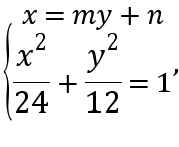 x = my + n
x²/24 + y²/12 = 1,